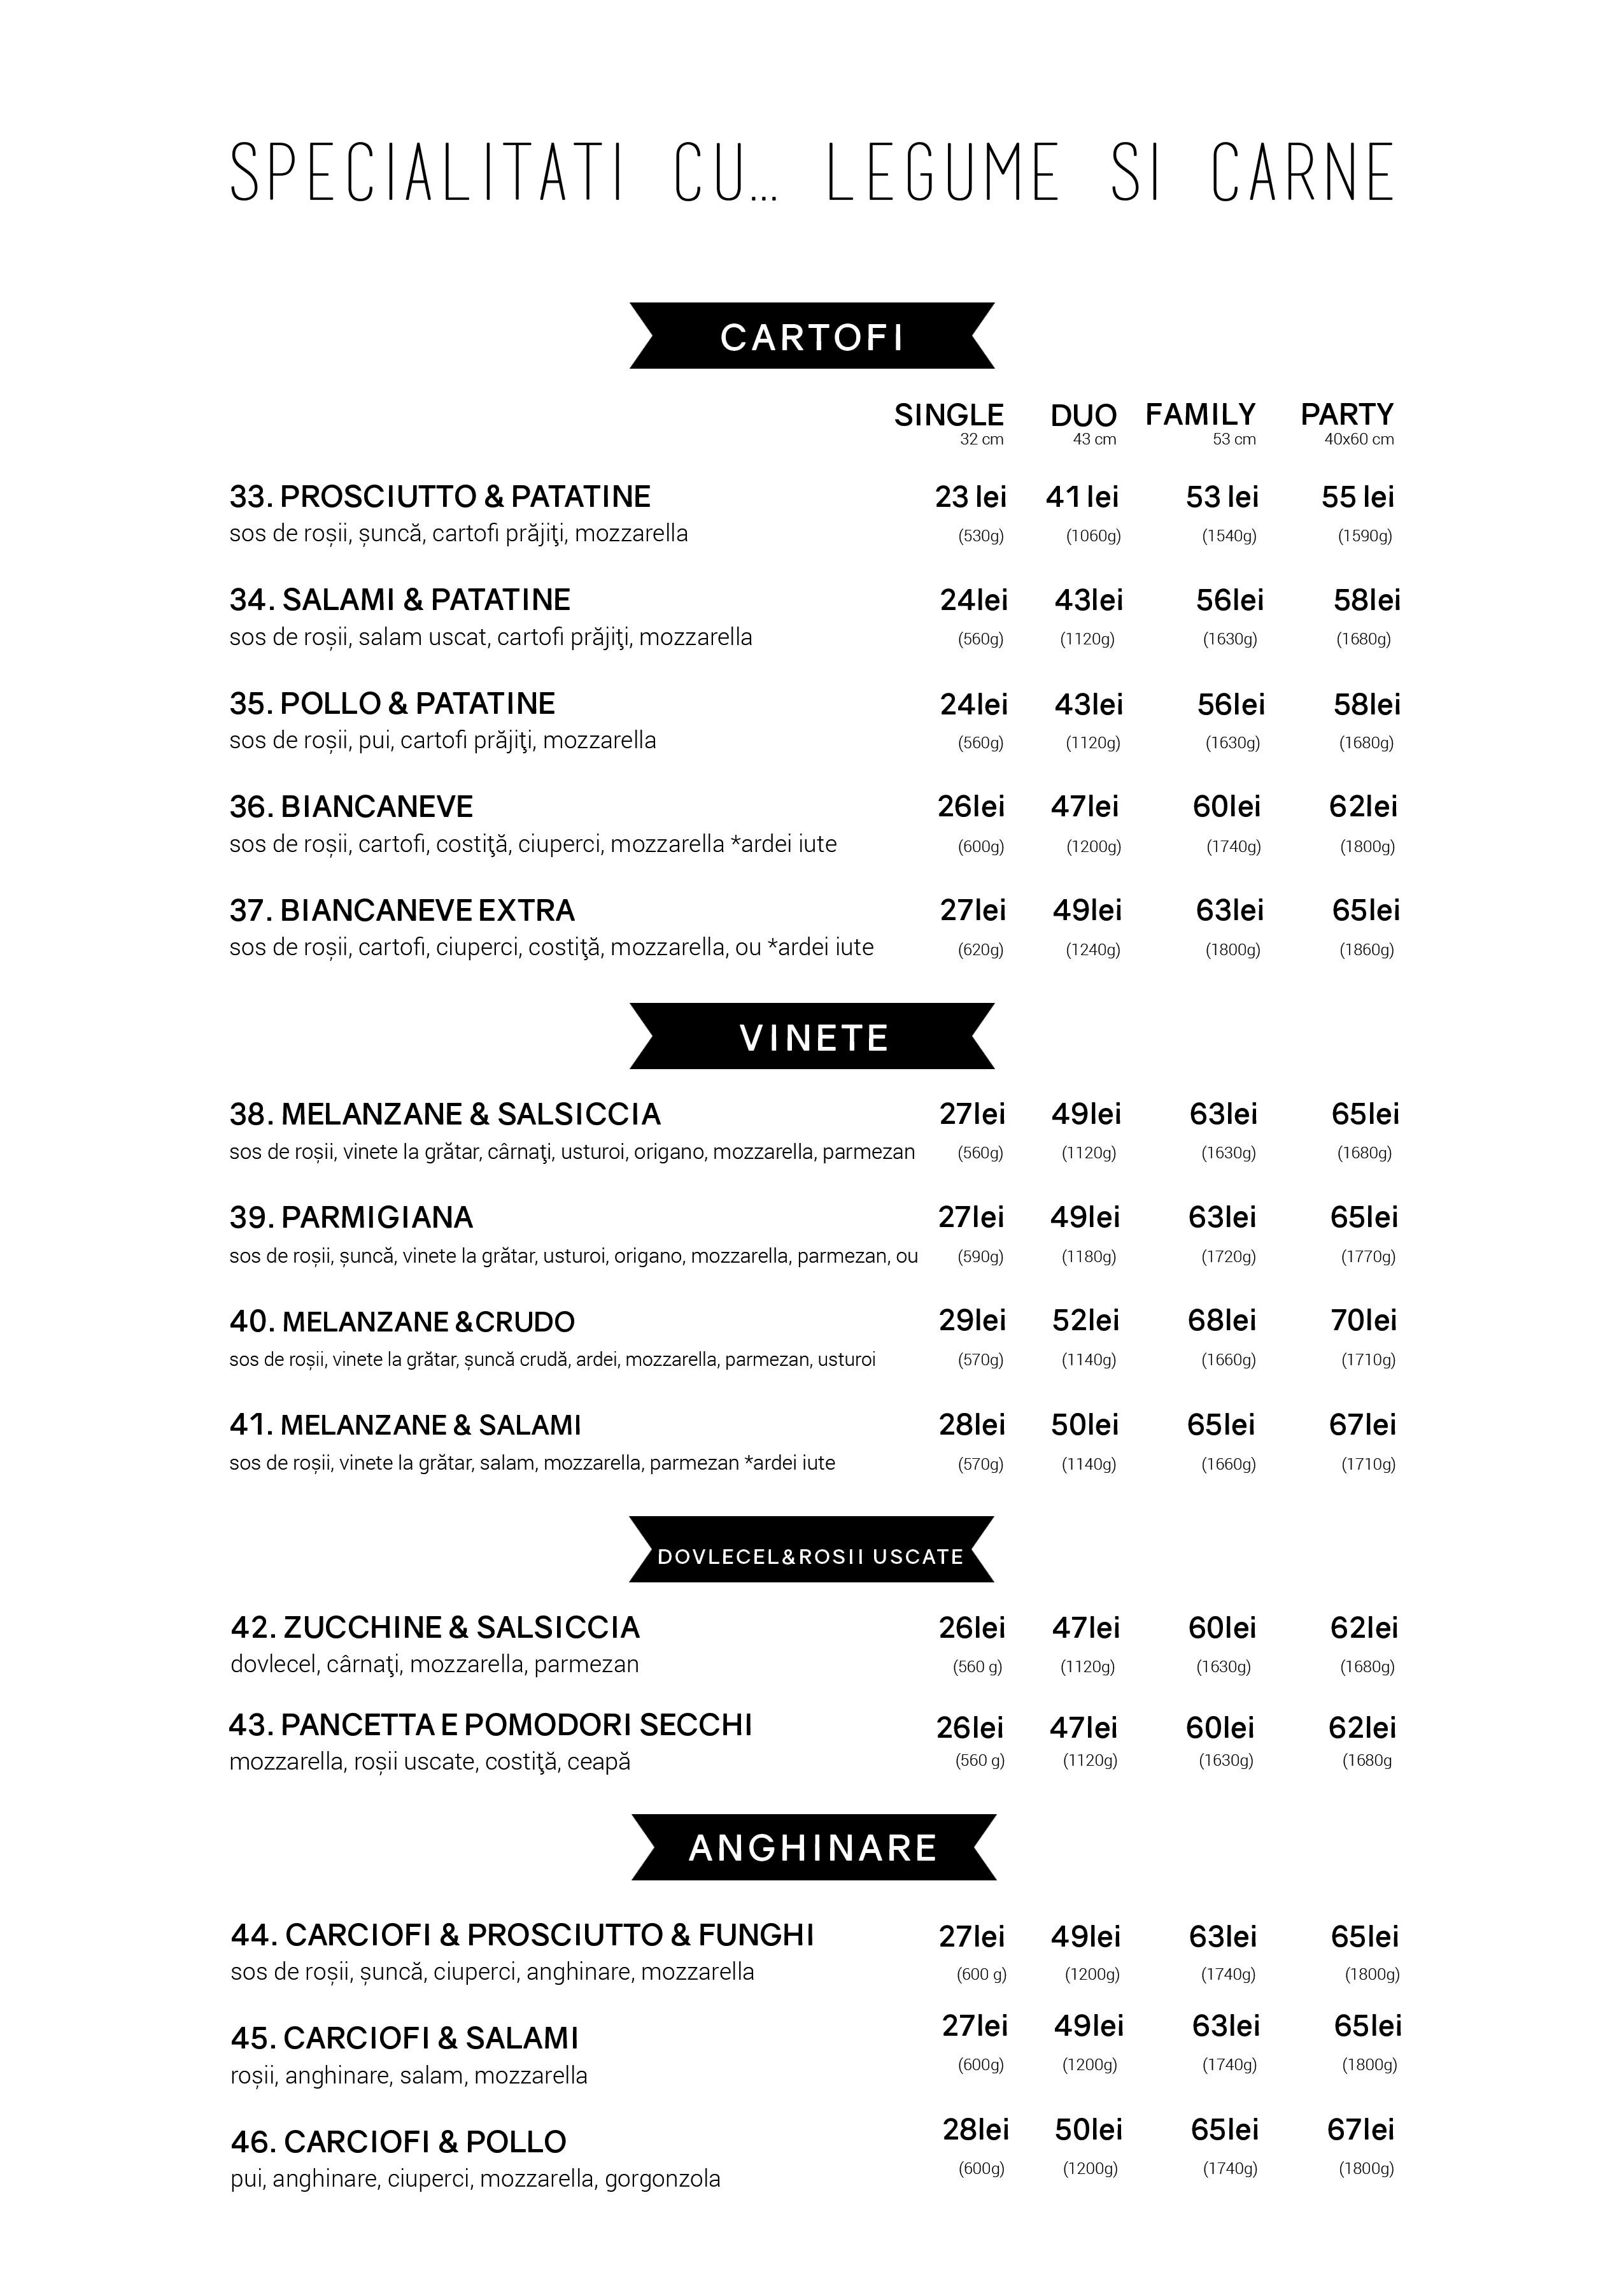 SPECIALITATI CU... LEGUME SI CARNE
CARTOFI
SINGLE DUO FAMILY PARTY
32 cm 43 cm 53 cm 40x60 cm
33. PROSCIUTTO & PATATINE 23 lei 41 lei 53 lei 55 lei
sos de roșii, șuncă, cartofi prăjiţi, mozzarella (530g) (1060g) (1540g) (1590g)
34. SALAMI & PATATINE 24lei 43lei 56lei 58lei
sos de roșii, salam uscat, cartofi prăjiţi, mozzarella (560g) (1120g) (1630g) (1680g)
35. POLLO & PATATINE 24lei 43lei 56lei 58lei
sos de roșii, pui, cartofi prăjiţi, mozzarella (560g) (1120g) (1630g) (1680g)
36. BIANCANEVE 26lei 47lei 60lei 62lei
sos de roșii, cartofi, costiţă, ciuperci, mozzarella *ardei iute (600g) (1200g) (1740g) (1800g)
37. BIANCANEVE EXTRA 27lei 49lei 63lei 65lei
sos de roșii, cartofi, ciuperci, costiţă, mozzarella, ou *ardei iute (620g) (1240g) (1800g) (1860g)
VINETE
38. MELANZANE & SALSICCIA 27lei 49lei 63lei 65lei
sos de roșii, vinete la grătar, cârnaţi, usturoi, origano, mozzarella, parmezan (560g) (1120g) (1630g) (1680g)
39. PARMIGIANA 27lei 49lei 63lei 65lei
sos de roșii, șuncă, vinete la grătar, usturoi, origano, mozzarella, parmezan, ou (590g) (1180g) (1720g) (1770g)
40. MELANZANE &CRUDO 29lei 52lei 68lei 70lei
sos de roșii, vinete la grătar, șuncă crudă, ardei, mozzarella, parmezan, usturoi (570g) (1140g) (1660g) (1710g)
41. MELANZANE & SALAMI 28lei 50lei 65lei 67lei
sos de roșii, vinete la grătar, salam, mozzarella, parmezan *ardei iute (570g) (1140g) (1660g) (1710g)
DOVLECEL&ROSII USCATE
42. ZUCCHINE & SALSICCIA 26lei 47lei 60lei 62lei
dovlecel, cârnaţi, mozzarella, parmezan (560 g) (1120g) (1630g) (1680g)
43. PANCETTA E POMODORI SECCHI 26lei 47lei 60lei 62lei
mozzarella, roșii uscate, costiţă, ceapă (560 g) (1120g) (1630g) (1680g
ANGHINARE
44. CARCIOFI & PROSCIUTTO & FUNGHI 27lei 49lei 63lei 65lei
sos de roșii, șuncă, ciuperci, anghinare, mozzarella (600 g) (1200g) (1740g) (1800g)
45. CARCIOFI & SALAMI 27lei 49lei 63lei 65lei
roșii, anghinare, salam, mozzarella (600g) (1200g) (1740g) (1800g)
46. CARCIOFI & POLLO 28lei 50lei 65lei 67lei
pui, anghinare, ciuperci, mozzarella, gorgonzola (600g) (1200g) (1740g) (1800g)